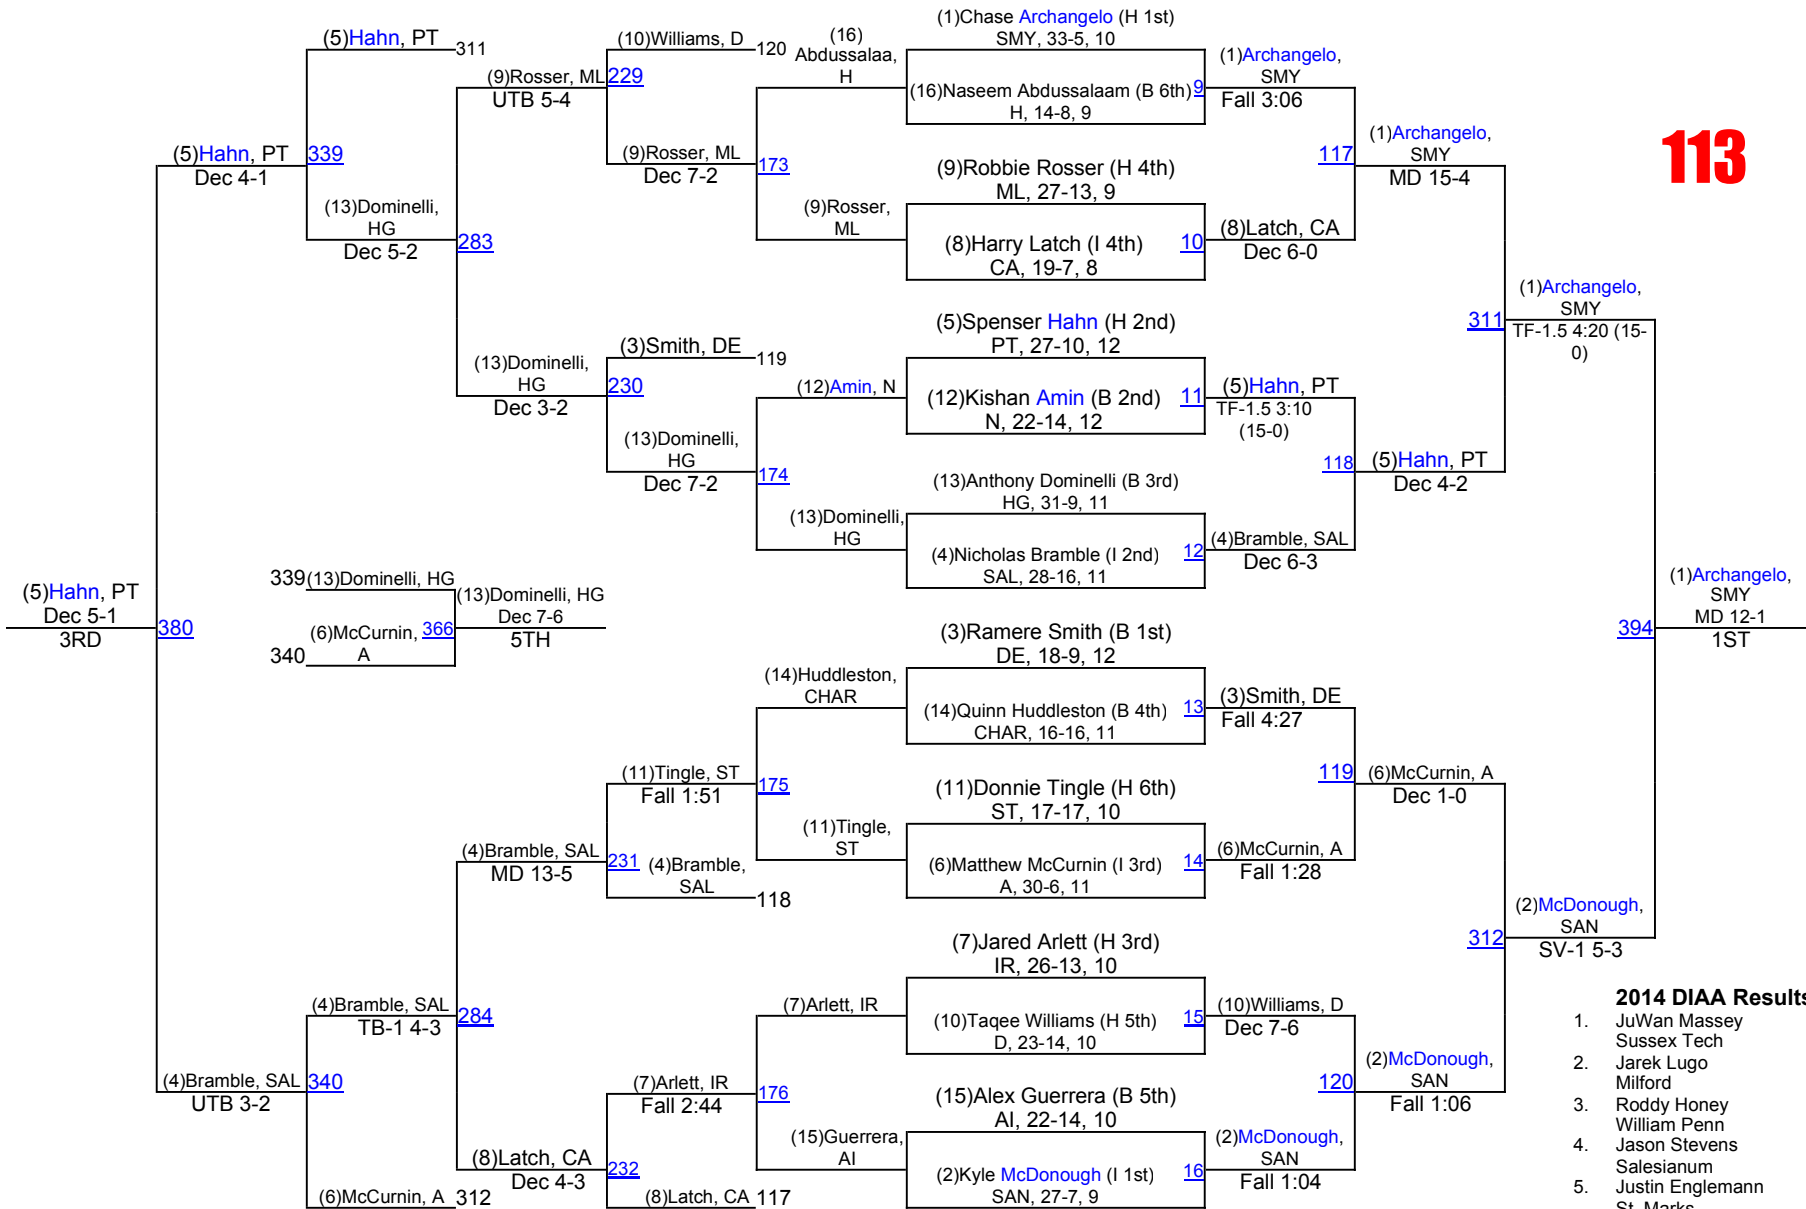 (5)Hahn, PT
311
(9)Rosser, ML
UTB 5-4
(10)Williams, D
120
229
(16)
Abdussalaa,
H
(1)Chase Archangelo (H 1st)
SMY, 33-5, 10
(16)Naseem Abdussalaam (B 6th)
H, 14-8, 9
9
(1)Archangelo,
SMY
Fall 3:06
(5)Hahn, PT
Dec 4-1
339
(9)Rosser, ML
Dec 7-2
173
(9)Robbie Rosser (H 4th)
ML, 27-13, 9
117
(1)Archangelo,
SMY
MD 15-4
113
(13)Dominelli,
HG
Dec 5-2
283
(9)Rosser,
ML
(8)Harry Latch (I 4th)
CA, 19-7, 8
10
(8)Latch, CA
Dec 6-0
(13)Dominelli,
HG
Dec 3-2
(3)Smith, DE
119
230
(5)Spenser Hahn (H 2nd)
PT, 27-10, 12
311
(1)Archangelo,
SMY
TF-1.5 4:20 (15-
0)
(12)Amin, N
(12)Kishan Amin (B 2nd)
N, 22-14, 12
11
(5)Hahn, PT
TF-1.5 3:10
(15-0)
(13)Dominelli,
HG
Dec 7-2
174
(13)Anthony Dominelli (B 3rd)
HG, 31-9, 11
118
(5)Hahn, PT
Dec 4-2
(13)Dominelli,
HG
(4)Nicholas Bramble (I 2nd)
SAL, 28-16, 11
12
(4)Bramble, SAL
Dec 6-3
(5)Hahn, PT
Dec 5-1
3RD
380
339
(13)Dominelli, HG
(6)McCurnin,
A
340
366
(13)Dominelli, HG
Dec 7-6
5TH
394
(1)Archangelo,
SMY
MD 12-1
1ST
(3)Ramere Smith (B 1st)
DE, 18-9, 12
(14)Huddleston,
CHAR
(14)Quinn Huddleston (B 4th)
CHAR, 16-16, 11
13
(3)Smith, DE
Fall 4:27
(11)Tingle, ST
Fall 1:51
175
(11)Donnie Tingle (H 6th)
ST, 17-17, 10
119
(6)McCurnin, A
Dec 1-0
(4)Bramble, SAL
MD 13-5
231
(4)Bramble,
SAL
118
(11)Tingle,
ST
(6)Matthew McCurnin (I 3rd)
A, 30-6, 11
14
(6)McCurnin, A
Fall 1:28
(7)Jared Arlett (H 3rd)
IR, 26-13, 10
312
(2)McDonough,
SAN
SV-1 5-3
(4)Bramble, SAL
TB-1 4-3
284
(7)Arlett, IR
(10)Taqee Williams (H 5th)
D, 23-14, 10
15
(10)Williams, D
Dec 7-6
(4)Bramble, SAL
UTB 3-2
340
(7)Arlett, IR
Fall 2:44
176
(15)Alex Guerrera (B 5th)
AI, 22-14, 10
120
(2)McDonough,
SAN
Fall 1:06
(8)Latch, CA
Dec 4-3
232
(15)Guerrera,
AI
(2)Kyle McDonough (I 1st)
SAN, 27-7, 9
16
(2)McDonough,
SAN
Fall 1:04
(6)McCurnin, A
312
(8)Latch, CA
117
2014 DIAA Results
1. JuWan Massey
Sussex Tech
2. Jarek Lugo
Milford
3. Roddy Honey
William Penn
4. Jason Stevens
Salesianum
5. Justin Englemann
St. Marks